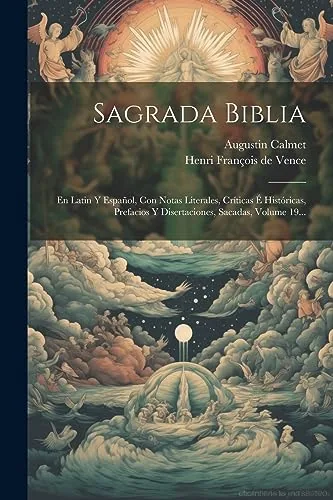 SAGRADA BIBLIA
Augustin Calmet
Henri François de Vence
En Latin Y Español, Con Notas Literales, Críticas É Históricas,
Prefacios Y Disertaciones, Sacadas, Volume 19...